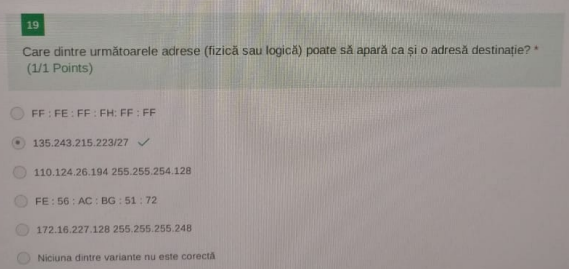 19
Care dintre următoarele adrese (fizică sau logică) poate să apară ca și o adresă destinație? *
(1/1 Points)
FF : FE : FF : FH: FF : FF
135.243.215.223/27
110.124.26.194 255.255.254.128
FE : 56 : AC : BG : 51 : 72
172.16.227.128 255.255.255.248
Niciuna dintre variante nu este corectă